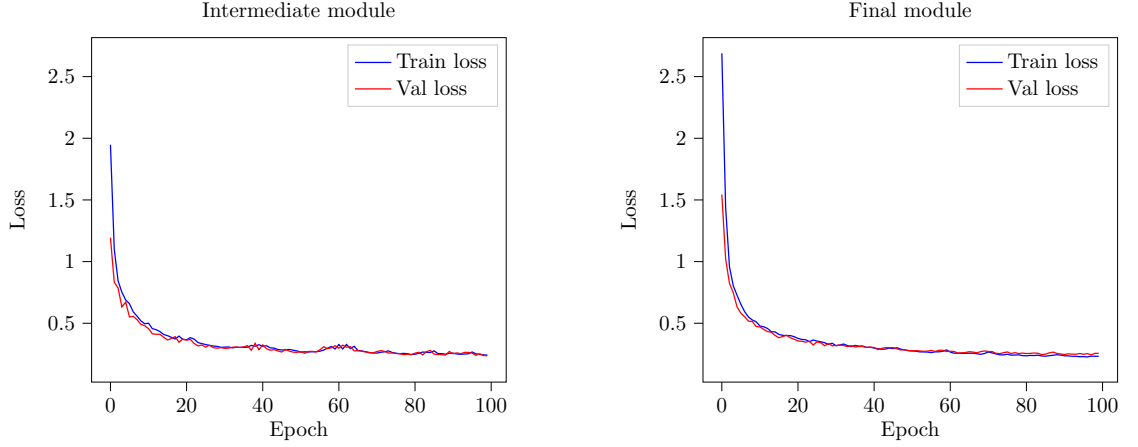 Intermediate module
Train loss
Val loss
2.5
2
1.5
1
0.5
Loss
0 20 40 60 80 100
Epoch
Final module
Train loss
Val loss
2.5
2
1.5
1
0.5
Loss
0 20 40 60 80 100
Epoch